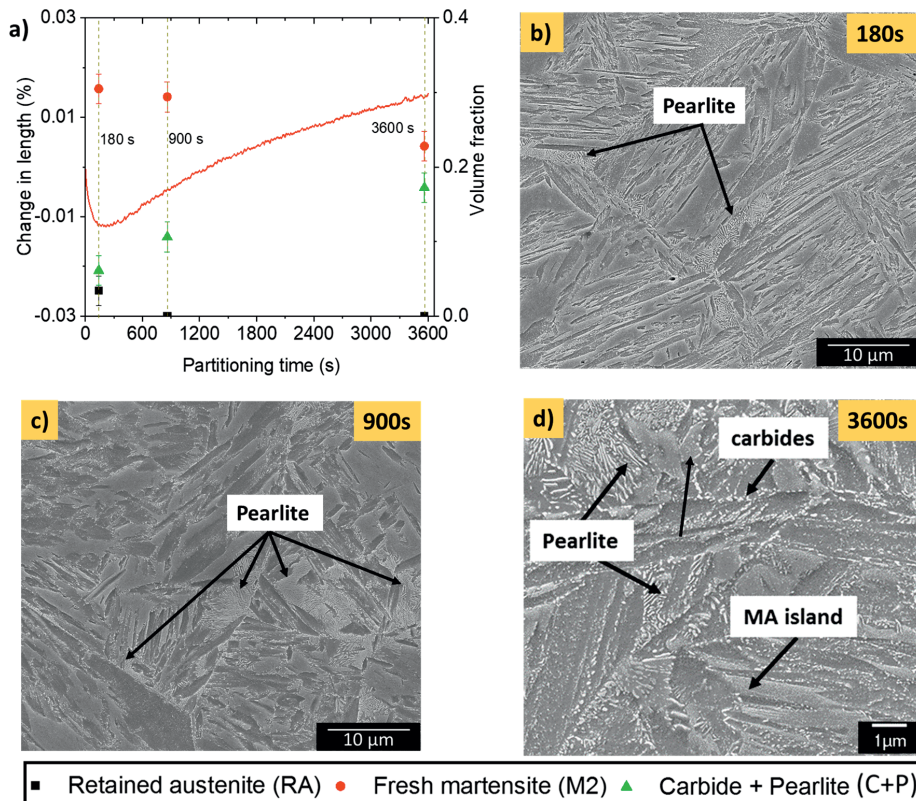 a)
Change in length (%)
0.03
0.01
-0.01
-0.03
0.4
0.2
0.0
Volume fraction
180 s
900 s
3600 s
0 600 1200 1800 2400 3000 3600
Partitioning time (s)
b)
180s
Pearlite
10 µm
c)
900s
Pearlite
10 µm
d)
3600s
carbides
Pearlite
MA island
1µm
Retained austenite (RA) Fresh martensite (M2) Carbide + Pearlite (C+P)